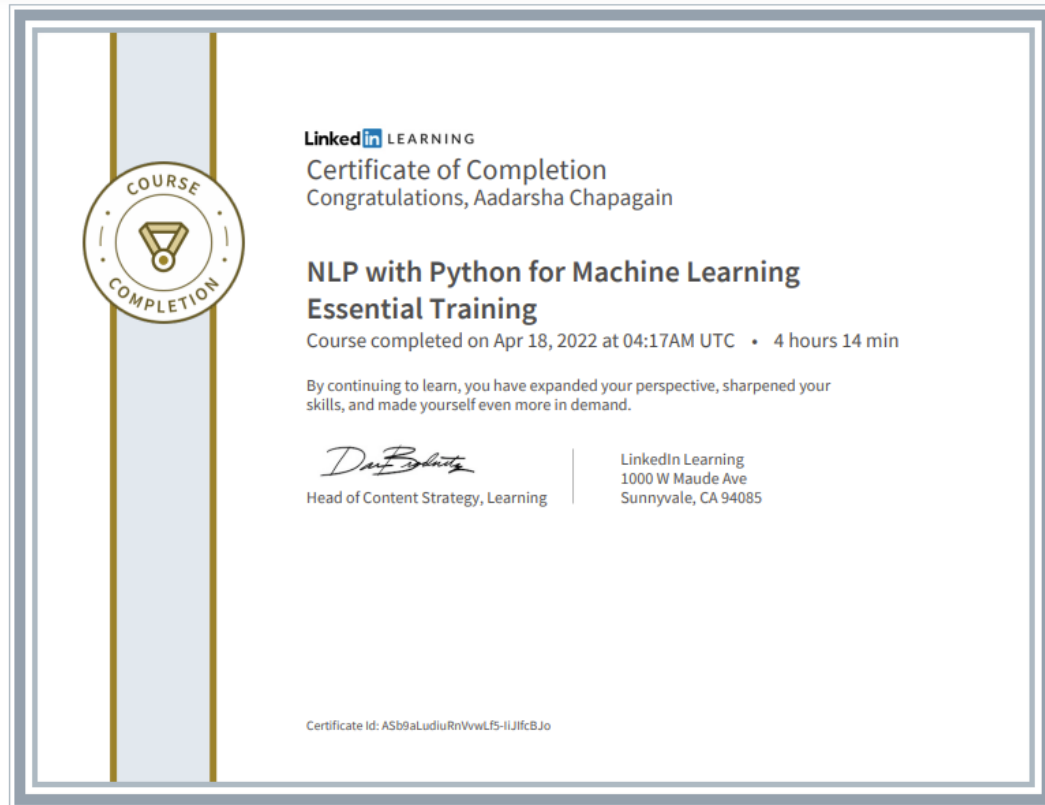 LinkedIn LEARNING
Certificate of Completion
Congratulations, Aadarsha Chapagain
COURSE
COMPLETION
NLP with Python for Machine Learning
Essential Training
Course completed on Apr 18, 2022 at 04:17AM UTC • 4 hours 14 min
By continuing to learn, you have expanded your perspective, sharpened your
skills, and made yourself even more in demand.
Head of Content Strategy, Learning
LinkedIn Learning
1000 W Maude Ave
Sunnyvale, CA 94085
Certificate Id: